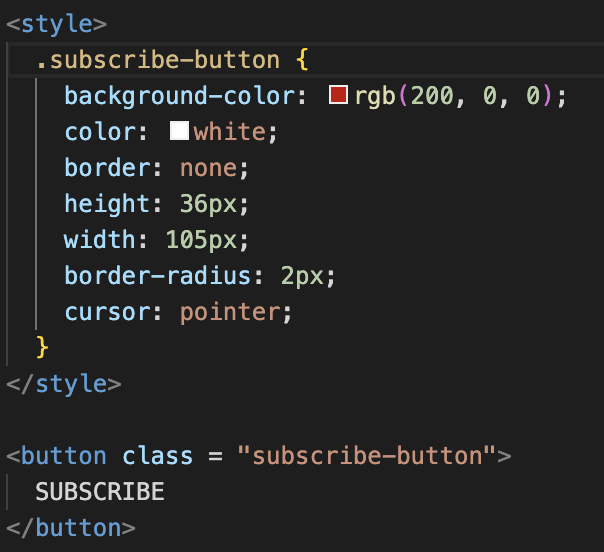 <style>
.subscribe-button {
background-color: rgb(200, 0, 0);
color: white;
border: none;
height: 36px;
width: 105px;
border-radius: 2px;
cursor: pointer;
}
</style>
<button class = "subscribe-button">
SUBSCRIBE
</button>